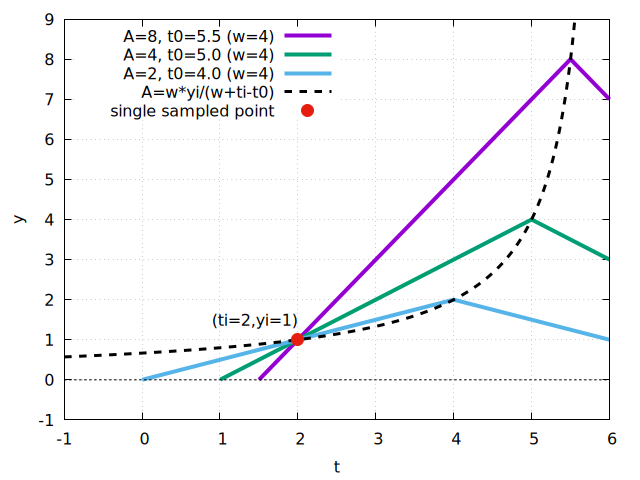 A=8, t0=5.5 (w=4)
A=4, t0=5.0 (w=4)
A=2, t0=4.0 (w=4)
A=w*yi/(w+ti-t0)
single sampled point
9
8
7
6
5
4
3
2
1
0
-1
y
(ti=2,yi=1)
-1 0 1 2 3 4 5 6
t